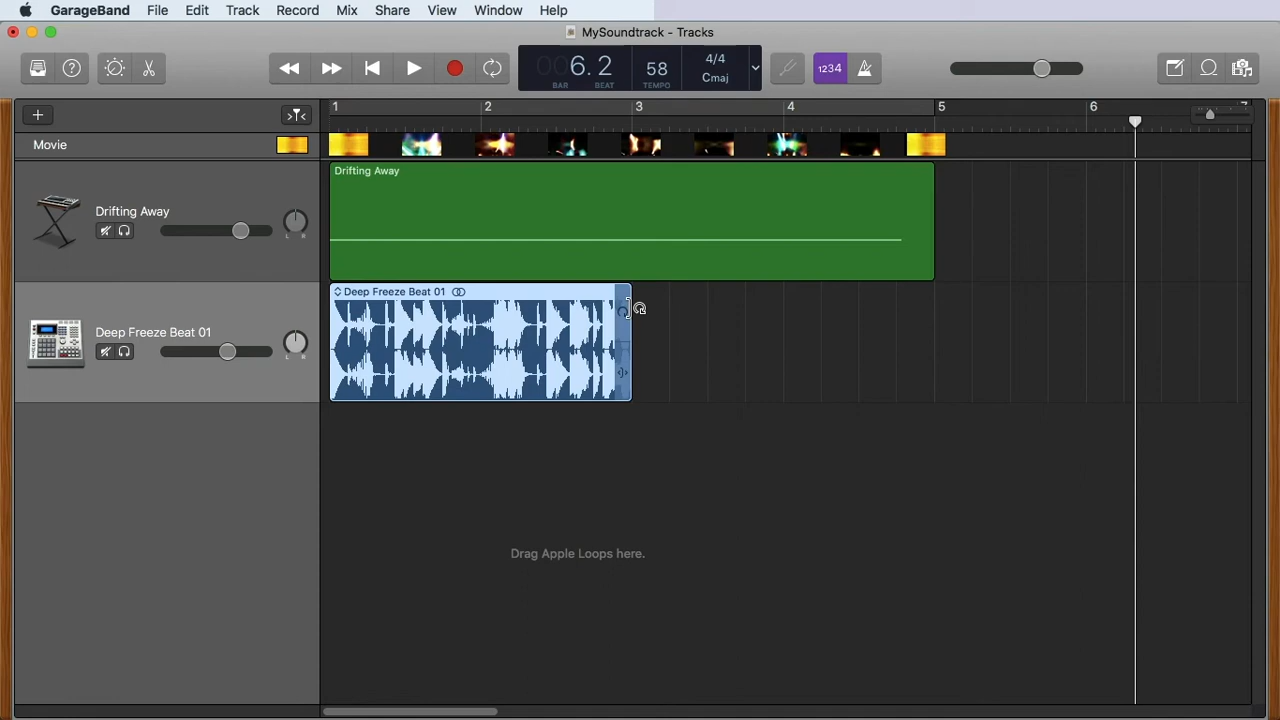 GarageBand File Edit Track Record Mix Share View Window Help
MySoundtrack - Tracks
006.2 58 4/4
Cmaj
BAR BEAT TEMPO
1234
1 2 3 4 5 6 7
Movie
Drifting Away
Drifting Away
L R
Deep Freeze Beat 01
Deep Freeze Beat 01
L R
Drag Apple Loops here.